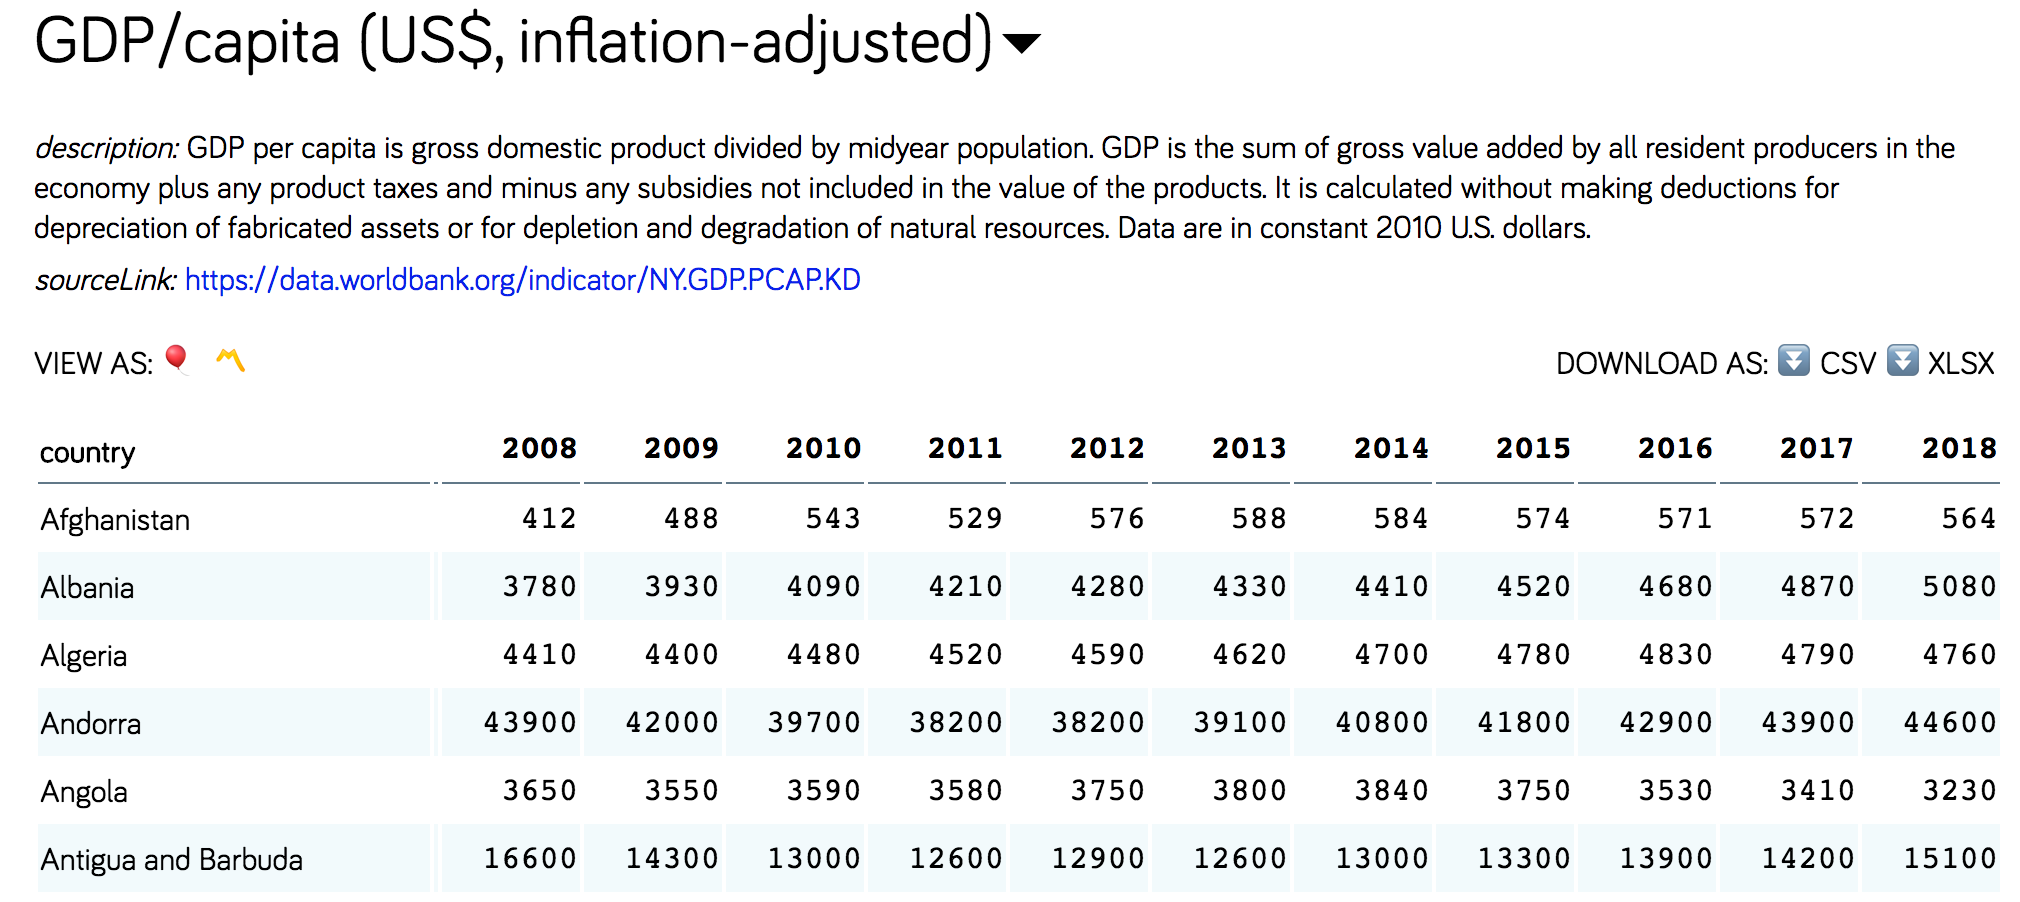 GDP/capita (US$, inflation-adjusted)
description: GDP per capita is gross domestic product divided by midyear population. GDP is the sum of gross value added by all resident producers in the
economy plus any product taxes and minus any subsidies not included in the value of the products. It is calculated without making deductions for
depreciation of fabricated assets or for depletion and degradation of natural resources. Data are in constant 2010 U.S. dollars.
sourceLink: https://data.worldbank.org/indicator/NY.GDP.PCAP.KD
VIEW AS: DOWNLOAD AS: CSV XLSX
country 2008 2009 2010 2011 2012 2013 2014 2015 2016 2017 2018
Afghanistan 412 488 543 529 576 588 584 574 571 572 564
Albania 3780 3930 4090 4210 4280 4330 4410 4520 4680 4870 5080
Algeria 4410 4400 4480 4520 4590 4620 4700 4780 4830 4790 4760
Andorra 43900 42000 39700 38200 38200 39100 40800 41800 42900 43900 44600
Angola 3650 3550 3590 3580 3750 3800 3840 3750 3530 3410 3230
Antigua and Barbuda 16600 14300 13000 12600 12900 12600 13000 13300 13900 14200 15100